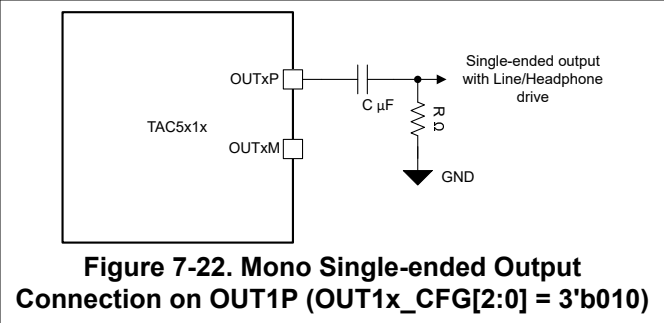 OUTxP
TAC5x1x
OUTxM
C μF
R Ω
GND
Single-ended output
with Line/Headphone
drive
Figure 7-22. Mono Single-ended Output
Connection on OUT1P (OUT1x_CFG[2:0] = 3'b010)